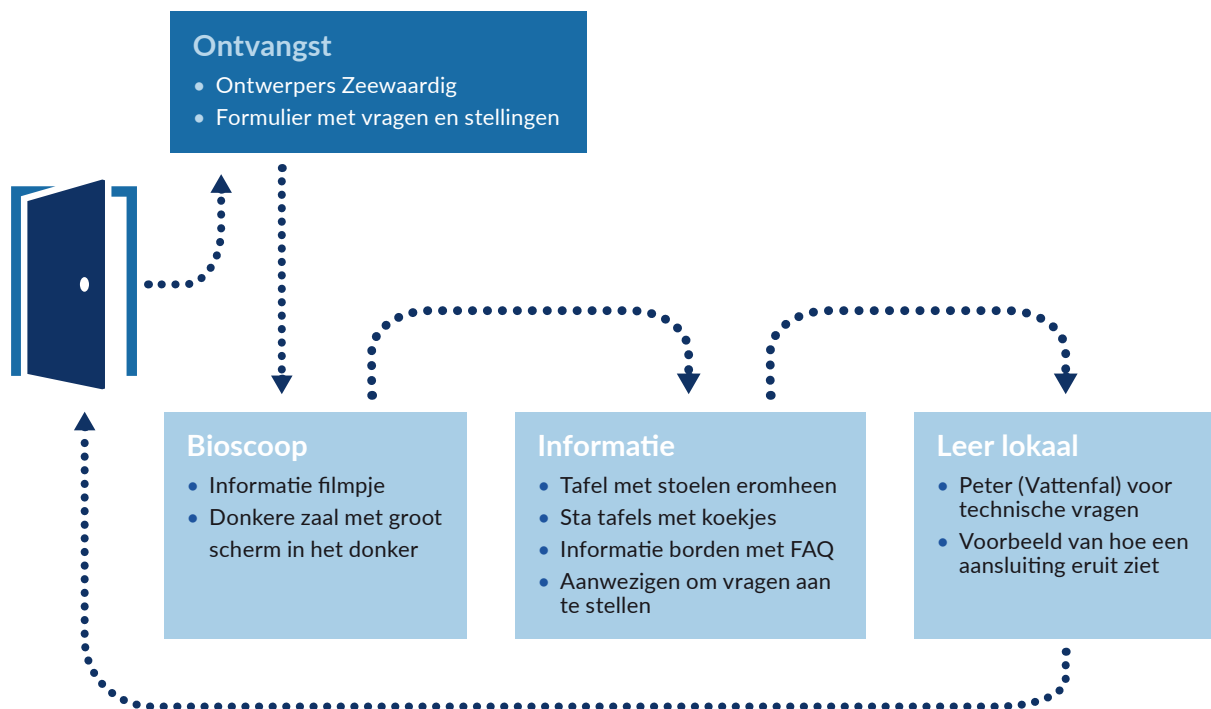 Ontvangst
Ontwerpers Zeewaardig
Formulier met vragen en stellingen
Bioscoop
Informatie filmpje
Donkere zaal met groot
scherm in het donker
Informatie
Tafel met stoelen eromheen
Sta tafels met koekjes
Informatie borden met FAQ
Aanwezigen om vragen aan
te stellen
Leer lokaal
Peter (Vattenfal) voor
technische vragen
Voorbeeld van hoe een
aansluiting eruit ziet